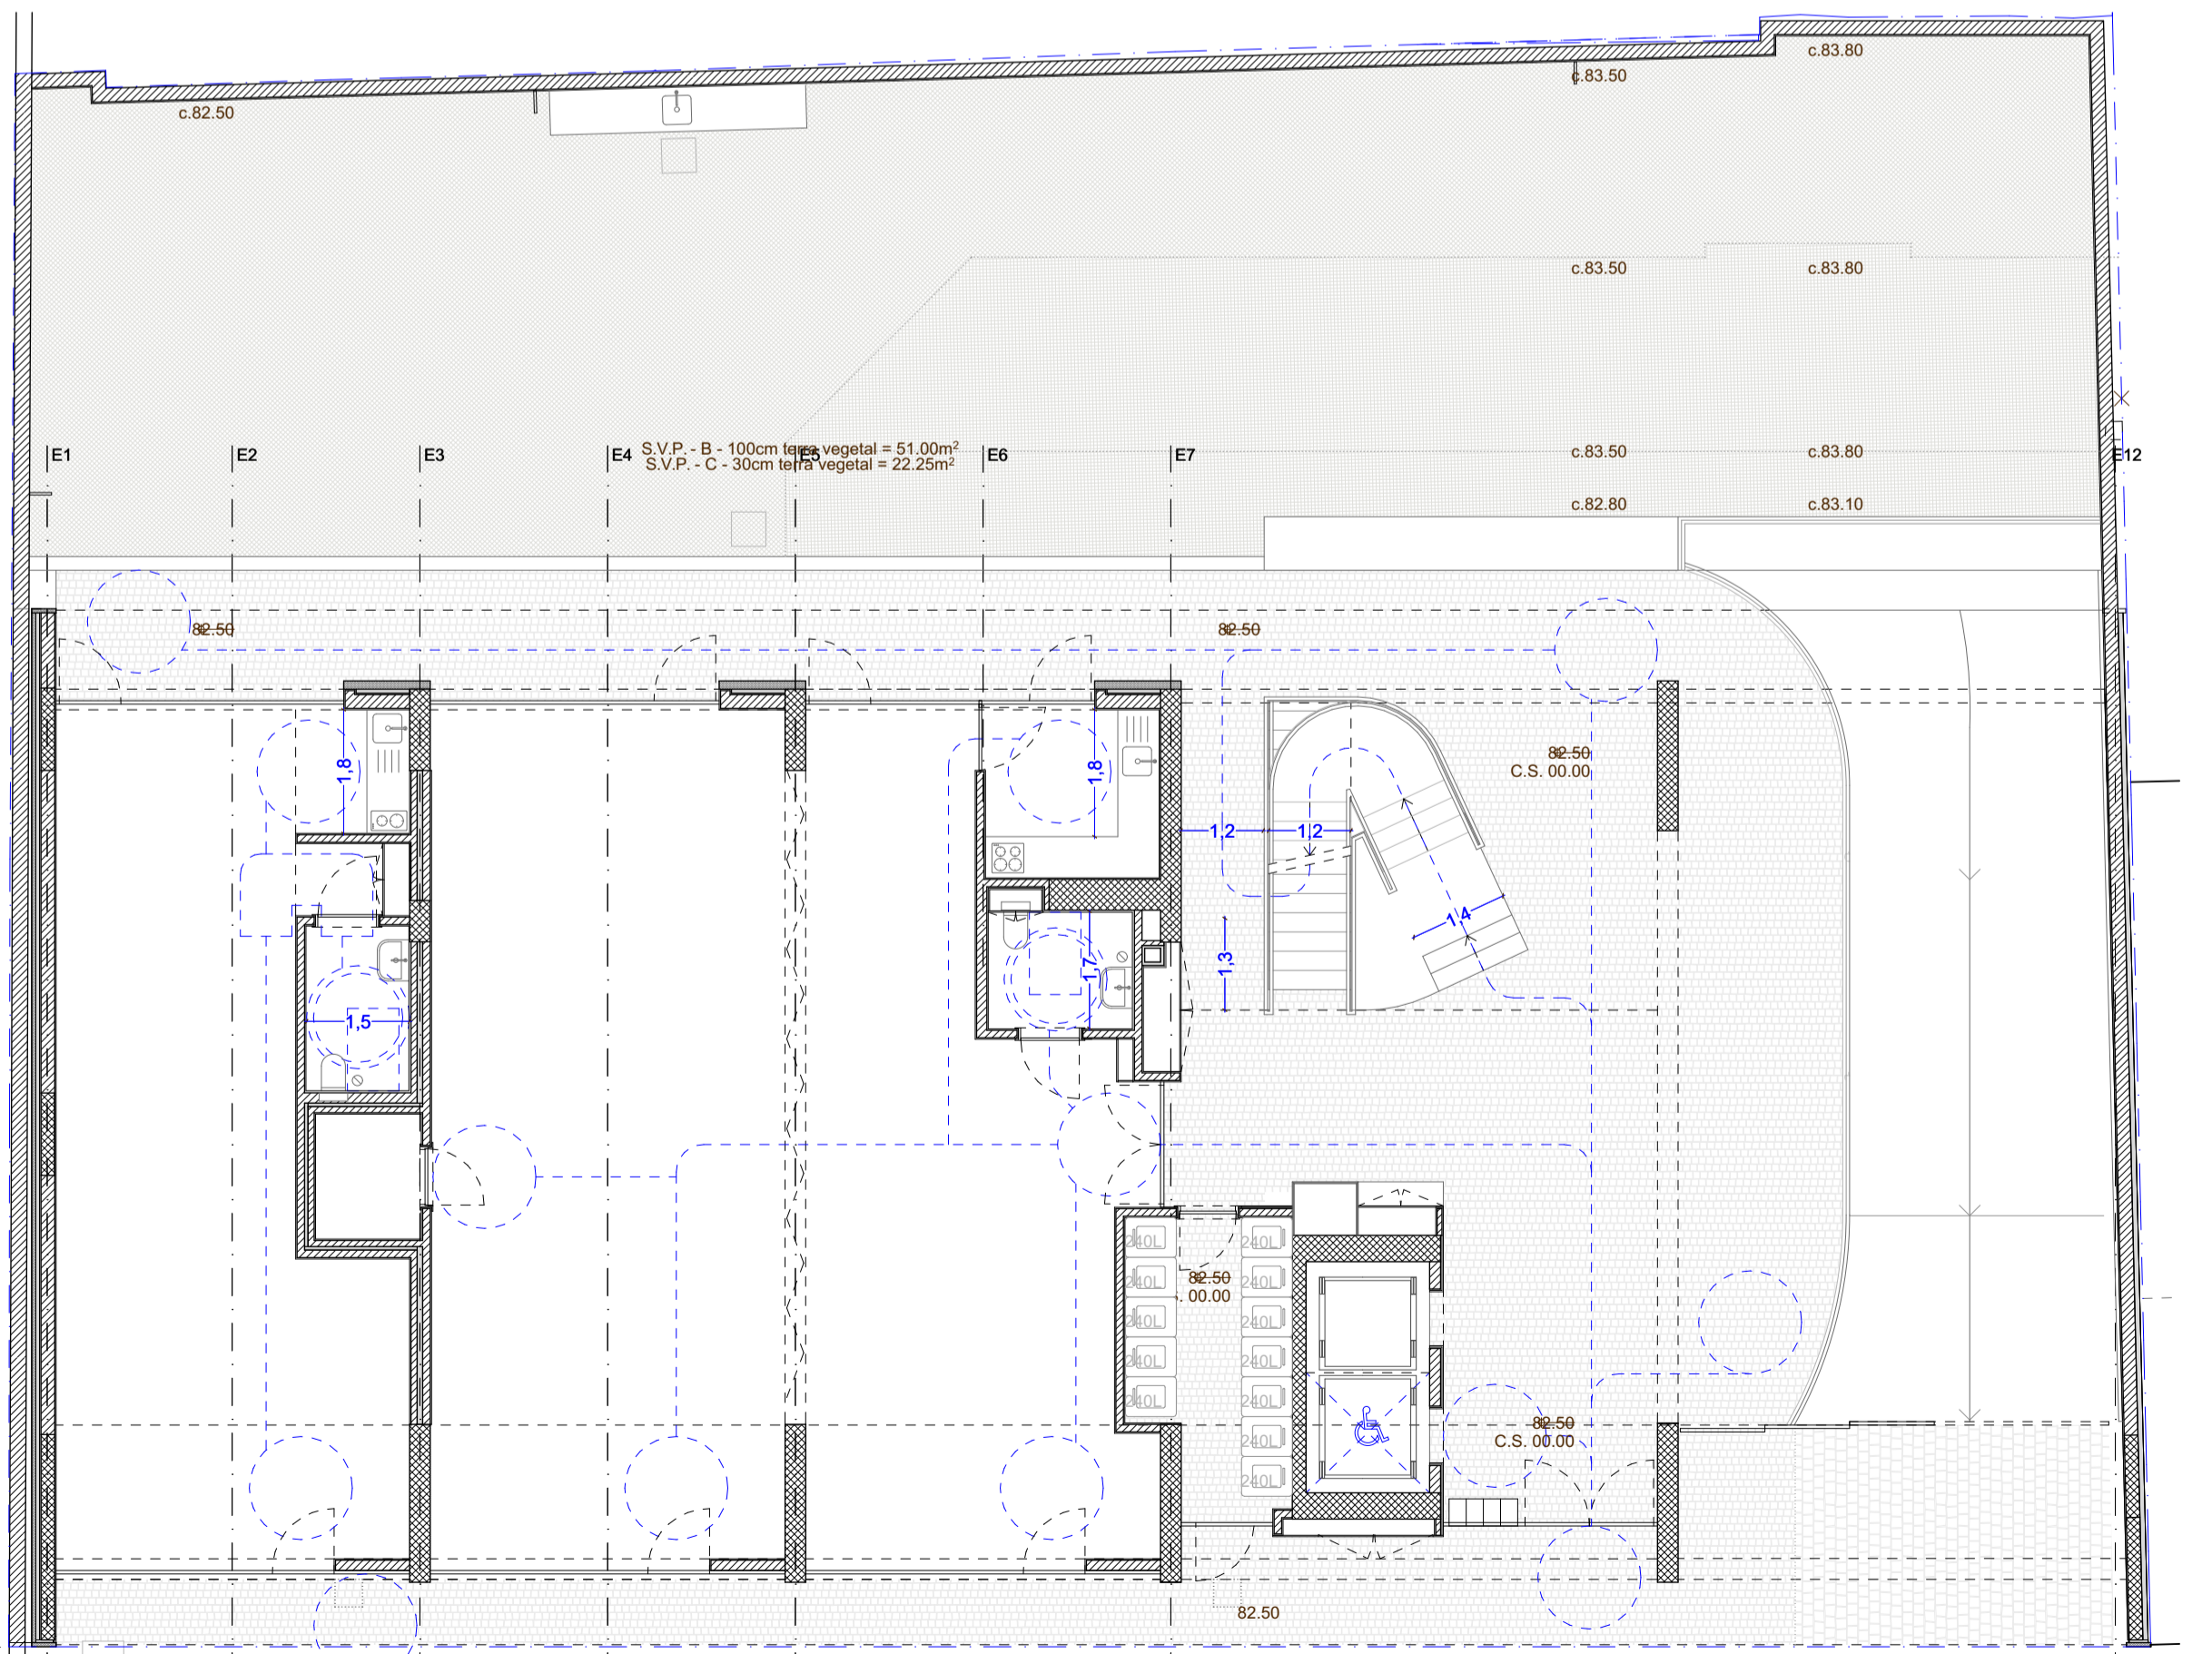 c.83.80
c.83.50
c.82.50
c.83.50
c.83.80
S.V.P. - B - 100cm terra vegetal = 51.00m²
E1
E2
E3
E4
E5
E6
E7
c.83.50
c.83.80
E12
S.V.P. - C - 30cm terra vegetal = 22.25m²
c.82.80
c.83.10
82.50
82.50
82.50
C.S. 00.00
1,8
1,8
1,2
1,2
1,4
1,3
1,7
1,5
240L
240L
240L
240L
82.50
. 00.00
240L
240L
240L
240L
240L
240L
82.50
C.S. 00.00
240L
240L
82.50